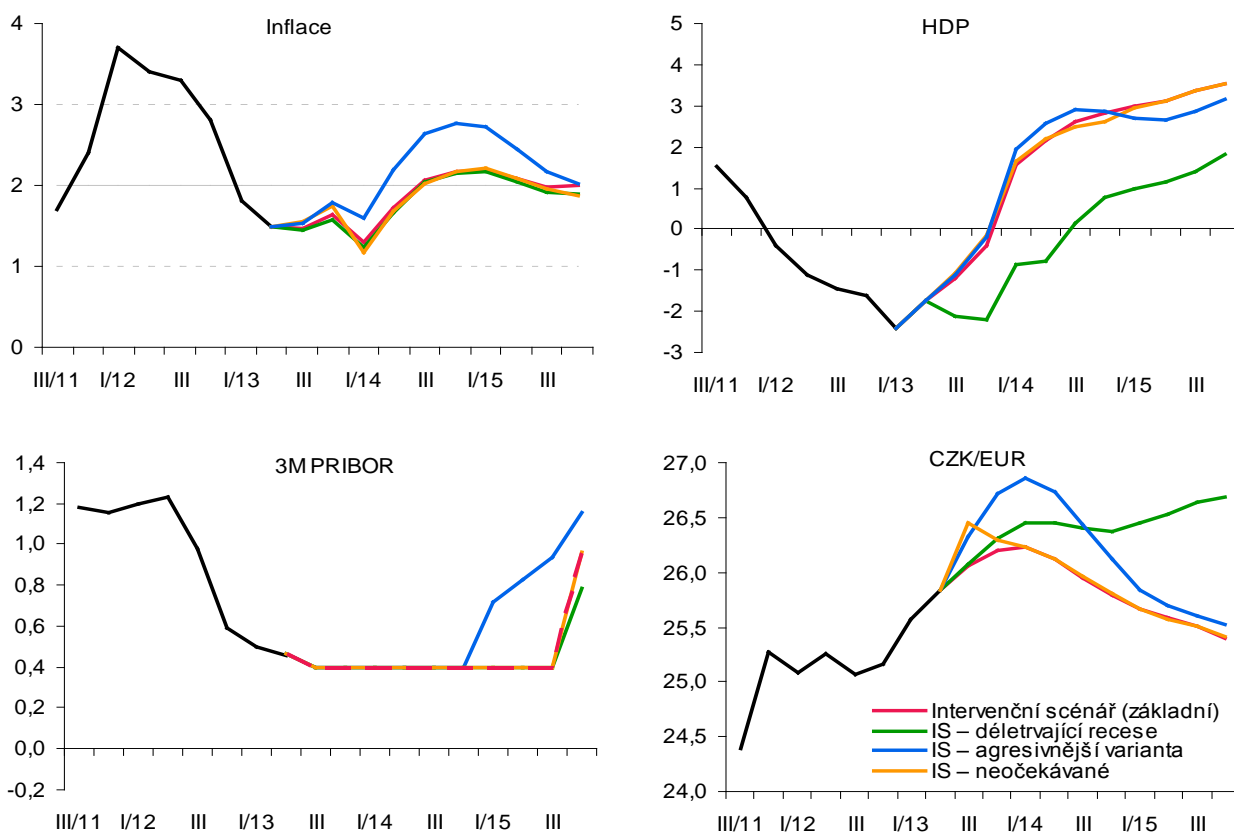 Inflace
4
3
2
1
0
III/11 I/12 III I/13 III I/14 III I/15 III
HDP
5
4
3
2
1
0
-1
-2
-3
III/11 I/12 III I/13 III I/14 III I/15 III
3M PRIBOR
1,4
1,2
1,0
0,8
0,6
0,4
0,2
0,0
-0,2
III/11 I/12 III I/13 III I/14 III I/15 III
CZK/EUR
27,0
26,5
26,0
25,5
25,0
24,5
24,0
Intervenční scénář (základní)
IS – déletrvající recese
IS – agresivnější varianta
IS – neočekávané
III/11 I/12 III I/13 III I/14 III I/15 III